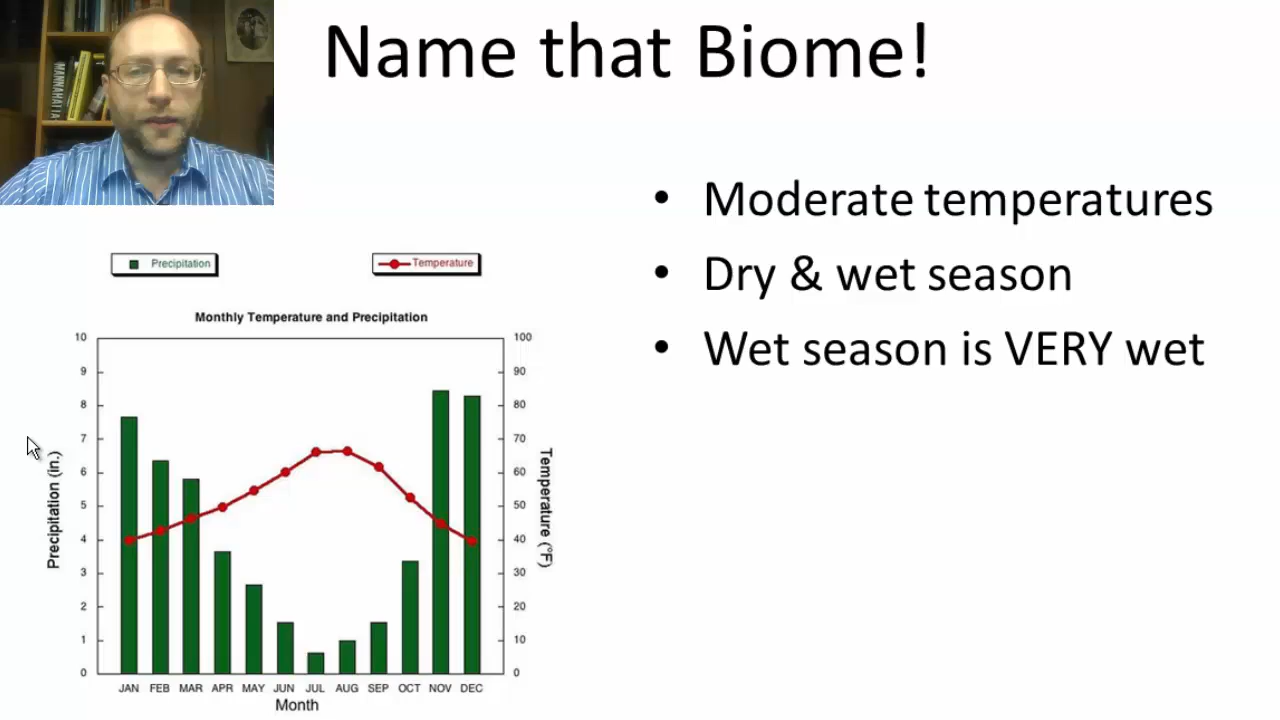 Name that Biome!
MANNAHATTA
• Moderate temperatures
• Dry & wet season
• Wet season is VERY wet
Precipitation
Temperature
Monthly Temperature and Precipitation
10
9
8
7
6
5
4
3
2
1
0
Precipitation (in.)
100
90
80
70
60
50
40
30
20
10
0
Temperature (°F)
JAN FEB MAR APR MAY JUN JUL AUG SEP OCT NOV DEC
Month